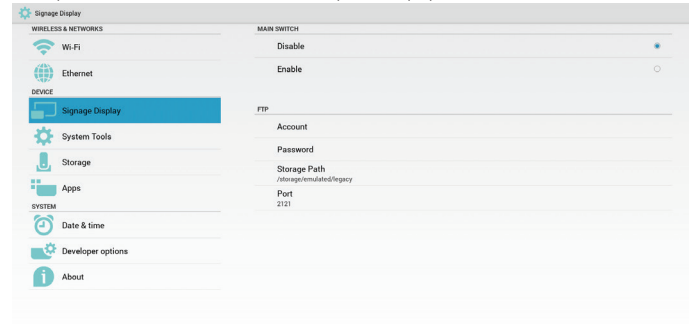 Signage Display
WIRELESS & NETWORKS
Wi-Fi
Ethernet
DEVICE
Signage Display
System Tools
Storage
Apps
SYSTEM
Date & time
Developer options
About
MAIN SWITCH
Disable
Enable
FTP
Account
Password
Storage Path
/storage/emulated/legacy
Port
2121